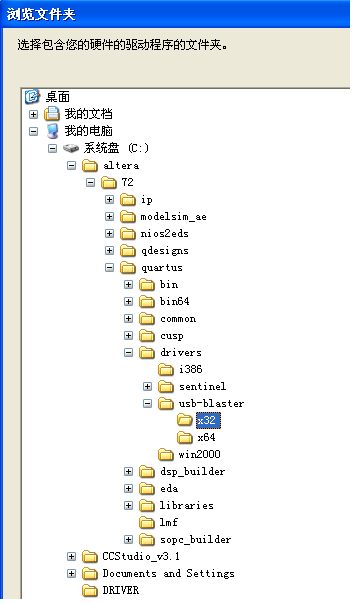 浏览文件夹
选择包含您的硬件的驱动程序的文件夹。
桌面
我的文档
我的电脑
系统盘 (C:)
altera
72
ip
modelsim_ae
nios2eds
qdesigns
quartus
bin
bin64
common
cusp
drivers
i386
sentinel
usb-blaster
x32
x64
win2000
dsp_builder
eda
libraries
lmf
sopc_builder
CCStudio_v3.1
Documents and Settings
DRIVER